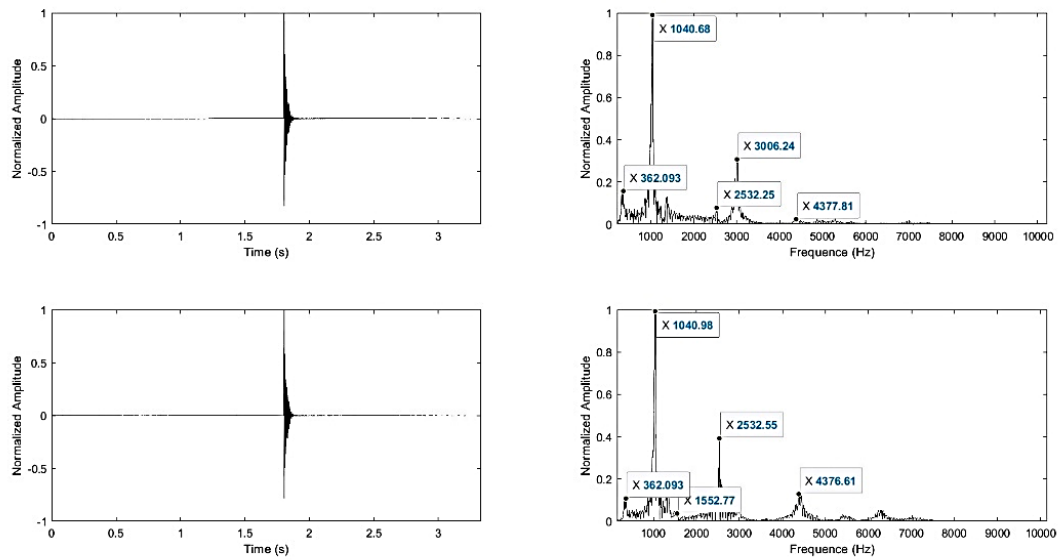 1
0.5
0
-0.5
-1
0 0.5 1 1.5 2 2.5 3
Time (s)
Normalized Amplitude
1
0.8
0.6
0.4
0.2
0
1000 2000 3000 4000 5000 6000 7000 8000 9000 10000
Frequence (Hz)
Normalized Amplitude
X 1040.68
X 3006.24
X 362.093
X 2532.25
X 4377.81
1
0.5
0
-0.5
-1
0 0.5 1 1.5 2 2.5 3
Time (s)
Normalized Amplitude
1
0.8
0.6
0.4
0.2
0
1000 2000 3000 4000 5000 6000 7000 8000 9000 10000
Frequence (Hz)
Normalized Amplitude
X 1040.98
X 2532.55
X 362.093
X 4376.61
X 1552.77